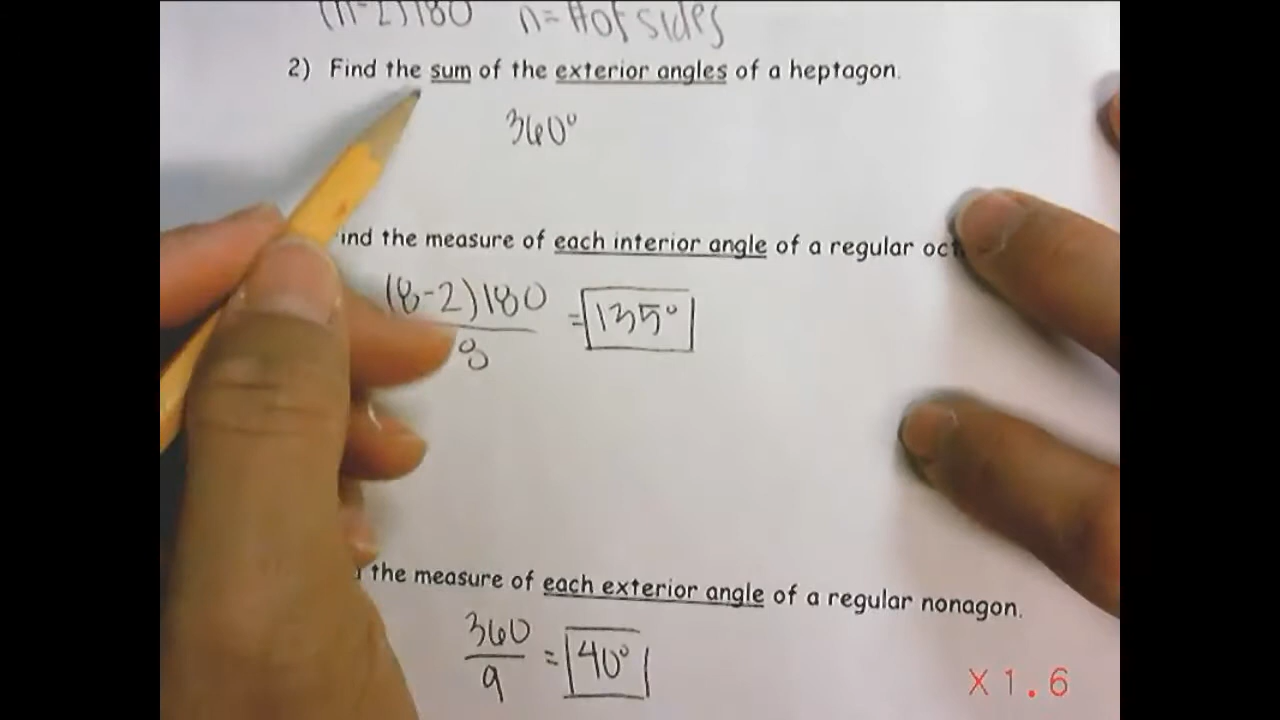 (n-2)180 n=# of sides
2) Find the sum of the exterior angles of a heptagon.
360°
ind the measure of each interior angle of a regular oct
(8-2)180
8
=135°
the measure of each exterior angle of a regular nonagon.
360
9
=40°
X1.6